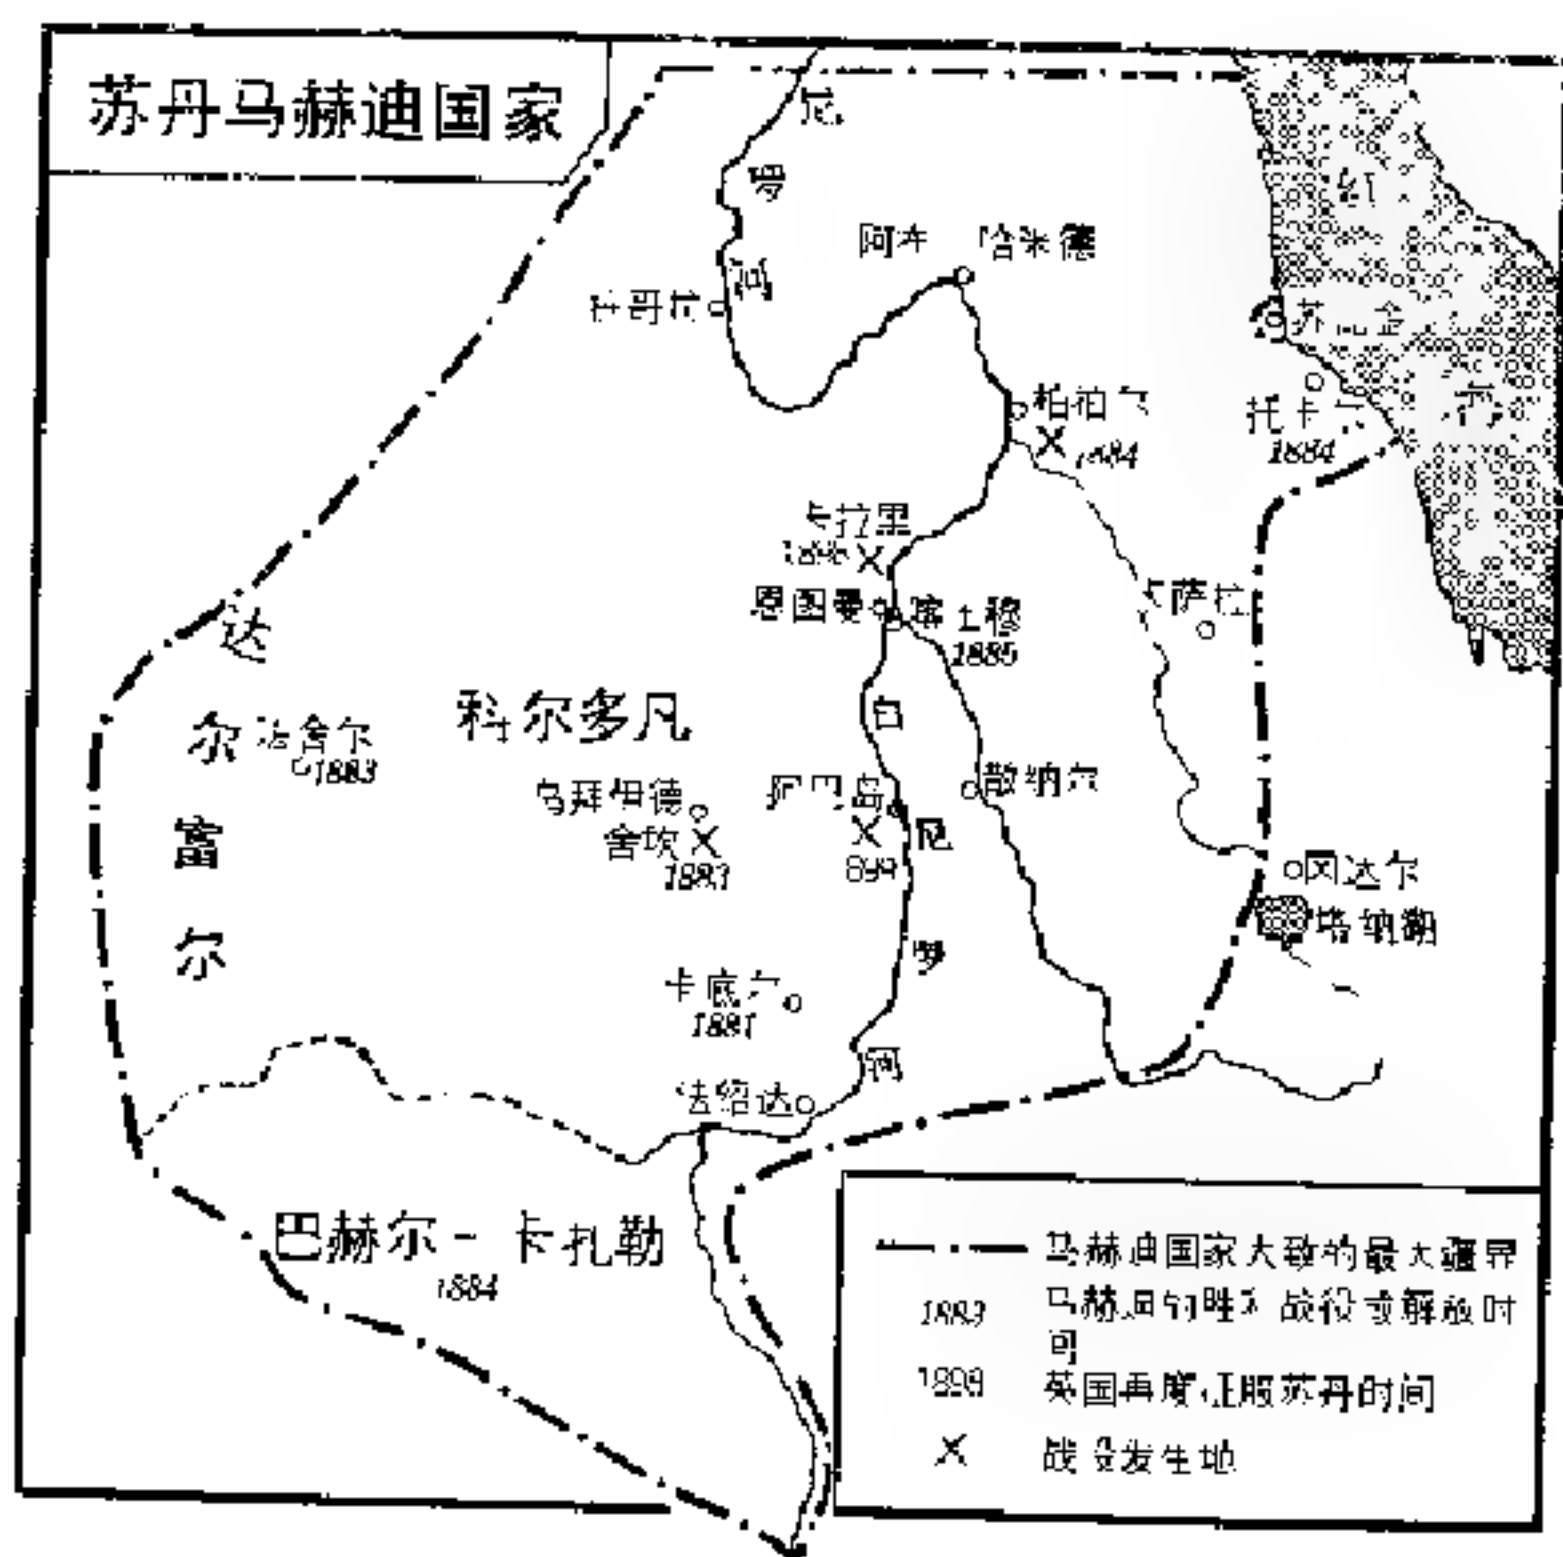 苏丹马赫迪国家
尼
罗
河
红
海
阿布 哈米德
栋哥拉
苏瓦金
柏柏尔
1884
托卡尔
1884
卡拉里
1898
恩图曼
喀土穆
1885
卡萨拉
达
尔
富
尔
法舍尔
1883
科尔多凡
乌拜伊德
舍坎
1883
阿巴岛
899
白
尼
罗
河
散纳尔
冈达尔
塔纳湖
卡底尔
1881
法绍达
巴赫尔-卡扎勒
1884
马赫迪国家大致的最大疆界
1883 马赫迪的胜利战役或解放时
间
1898 英国再度征服苏丹时间
战役发生地